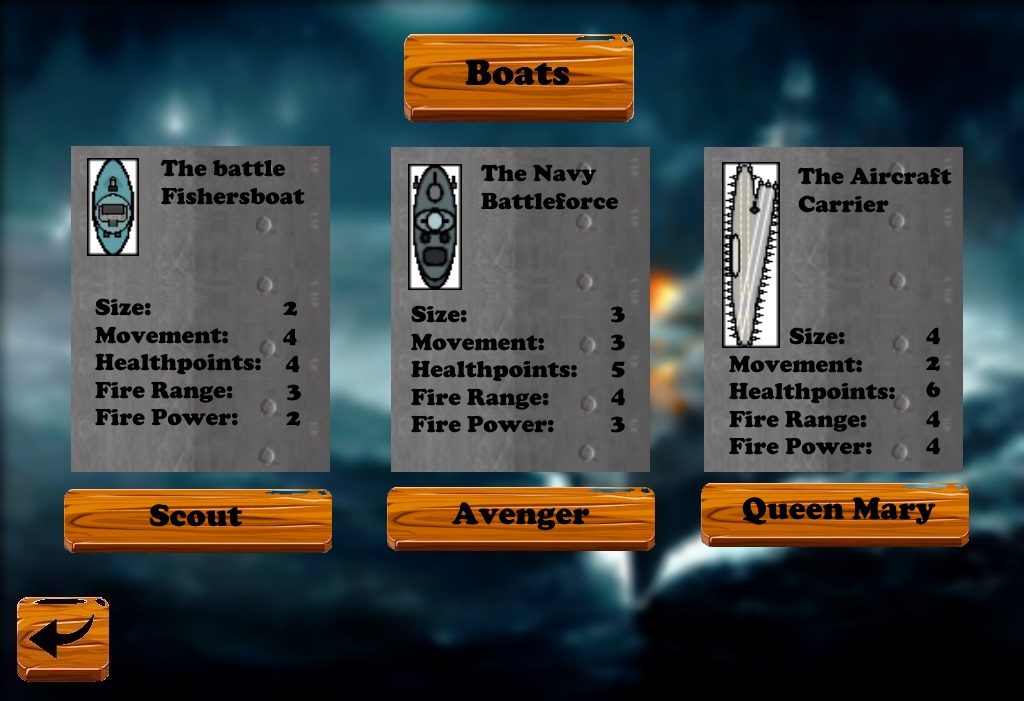 Boats
The battle
Fishersboat
Size: 2
Movement: 4
Healthpoints: 4
Fire Range: 3
Fire Power: 2
Scout
The Navy
Battleforce
Size: 3
Movement: 3
Healthpoints: 5
Fire Range: 4
Fire Power: 3
Avenger
The Aircraft
Carrier
Size: 4
Movement: 2
Healthpoints: 6
Fire Range: 4
Fire Power: 4
Queen Mary